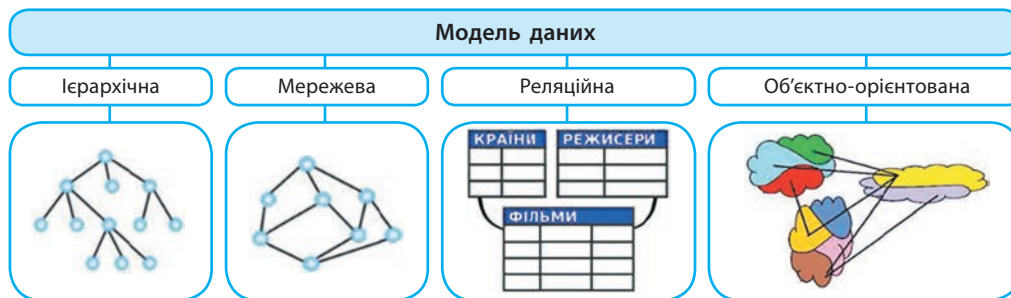 Модель даних
Ієрархічна
Мережева
Реляційна
Об’єктно-орієнтована
КРАЇНИ
РЕЖИСЕРИ
ФІЛЬМИ